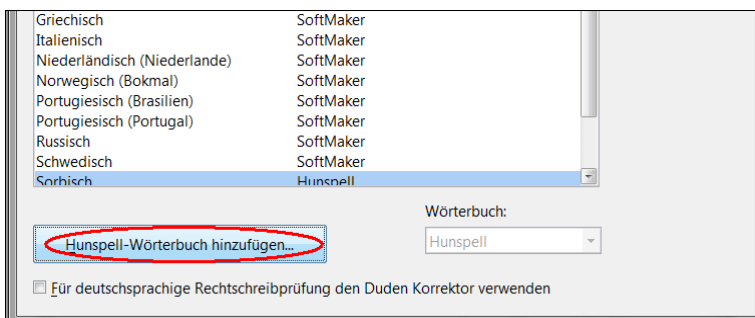 Griechisch SoftMaker
Italienisch SoftMaker
Niederländisch (Niederlande) SoftMaker
Norwegisch (Bokmal) SoftMaker
Portugiesisch (Brasilien) SoftMaker
Portugiesisch (Portugal) SoftMaker
Russisch SoftMaker
Schwedisch SoftMaker
Sorbisch Hunspell
Wörterbuch:
Hunspell-Wörterbuch hinzufügen... Hunspell
Für deutschsprachige Rechtschreibprüfung den Duden Korrektor verwenden